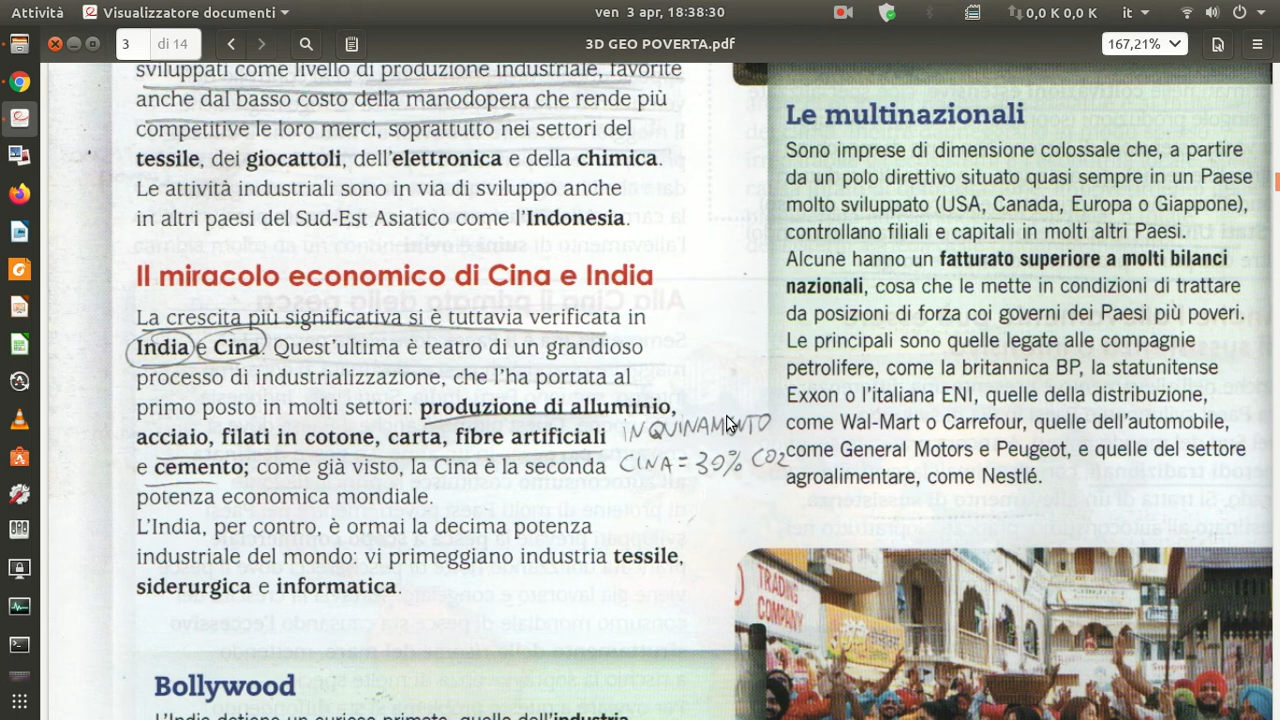 Attività
Visualizzatore documenti
ven 3 apr, 18:38:30
0,0 K 0,0 K
it
3
di 14
3D GEO POVERTA.pdf
167,21%
sviluppati come livello di produzione industriale, favorite
anche dal basso costo della manodopera che rende più
competitive le loro merci, soprattutto nei settori del
tessile, dei giocattoli, dell'elettronica e della chimica.
Le attività industriali sono in via di sviluppo anche
in altri paesi del Sud-Est Asiatico come l'Indonesia.
Il miracolo economico di Cina e India
La crescita più significativa si è tuttavia verificata in
India e Cina. Quest'ultima è teatro di un grandioso
processo di industrializzazione, che l'ha portata al
primo posto in molti settori: produzione di alluminio,
acciaio, filati in cotone, carta, fibre artificiali
e cemento; come già visto, la Cina è la seconda
potenza economica mondiale.
L'India, per contro, è ormai la decima potenza
industriale del mondo: vi primeggiano industria tessile,
siderurgica e informatica.
INQUINAMENTO
CINA = 30% CO2
Bollywood
L'India detiene un curioso primato, quello dell'industria
Le multinazionali
Sono imprese di dimensione colossale che, a partire
da un polo direttivo situato quasi sempre in un Paese
molto sviluppato (USA, Canada, Europa o Giappone),
controllano filiali e capitali in molti altri Paesi.
Alcune hanno un fatturato superiore a molti bilanci
nazionali, cosa che le mette in condizioni di trattare
da posizioni di forza coi governi dei Paesi più poveri.
Le principali sono quelle legate alle compagnie
petrolifere, come la britannica BP, la statunitense
Exxon o l'italiana ENI, quelle della distribuzione,
come Wal-Mart o Carrefour, quelle dell'automobile,
come General Motors e Peugeot, e quelle del settore
agroalimentare, come Nestlé.
TRADING
COMPANY